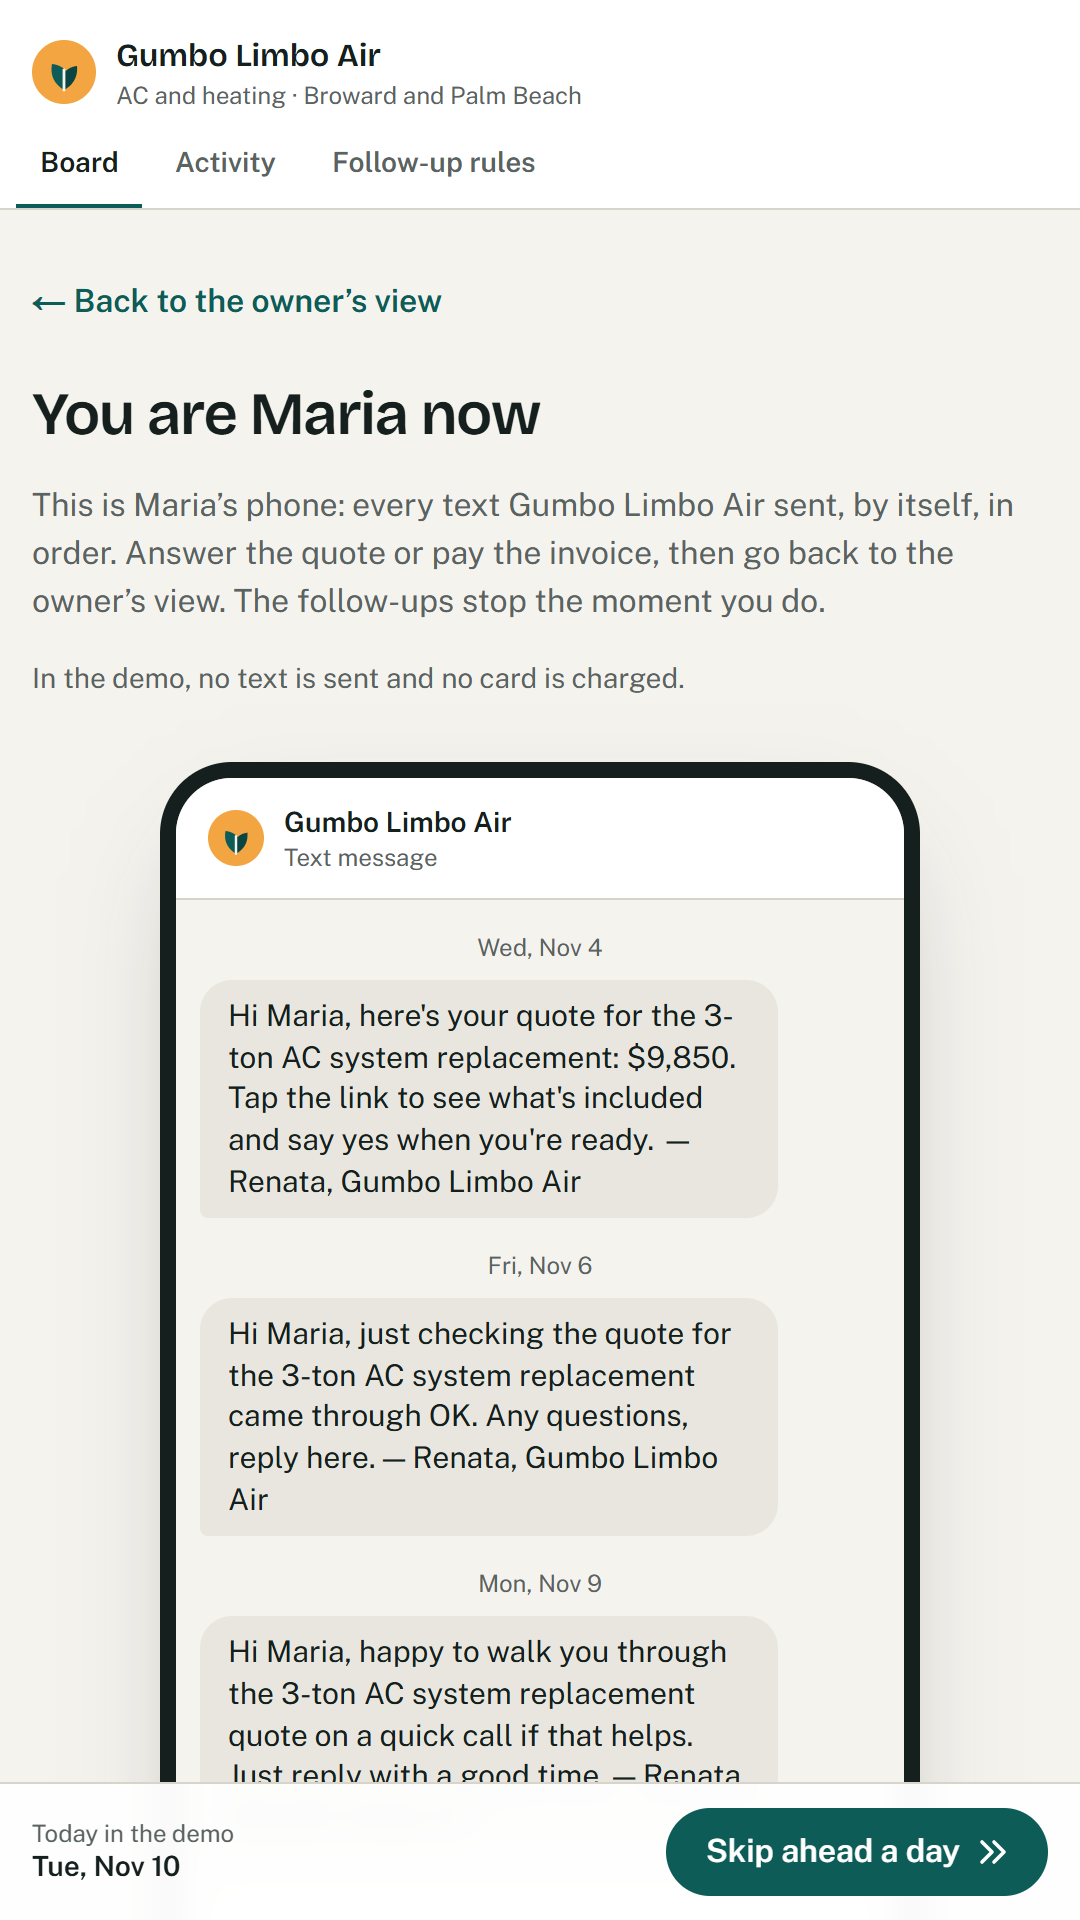 Gumbo Limbo Air
AC and heating · Broward and Palm Beach
Board
Activity
Follow-up rules
← Back to the owner’s view
You are Maria now
This is Maria’s phone: every text Gumbo Limbo Air sent, by itself, in
order. Answer the quote or pay the invoice, then go back to the
owner’s view. The follow-ups stop the moment you do.
In the demo, no text is sent and no card is charged.
Gumbo Limbo Air
Text message
Wed, Nov 4
Hi Maria, here's your quote for the 3-
ton AC system replacement: $9,850.
Tap the link to see what's included
and say yes when you're ready. —
Renata, Gumbo Limbo Air
Fri, Nov 6
Hi Maria, just checking the quote for
the 3-ton AC system replacement
came through OK. Any questions,
reply here. — Renata, Gumbo Limbo
Air
Mon, Nov 9
Hi Maria, happy to walk you through
the 3-ton AC system replacement
quote on a quick call if that helps.
Just reply with a good time. — Renata
Today in the demo
Tue, Nov 10
Skip ahead a day